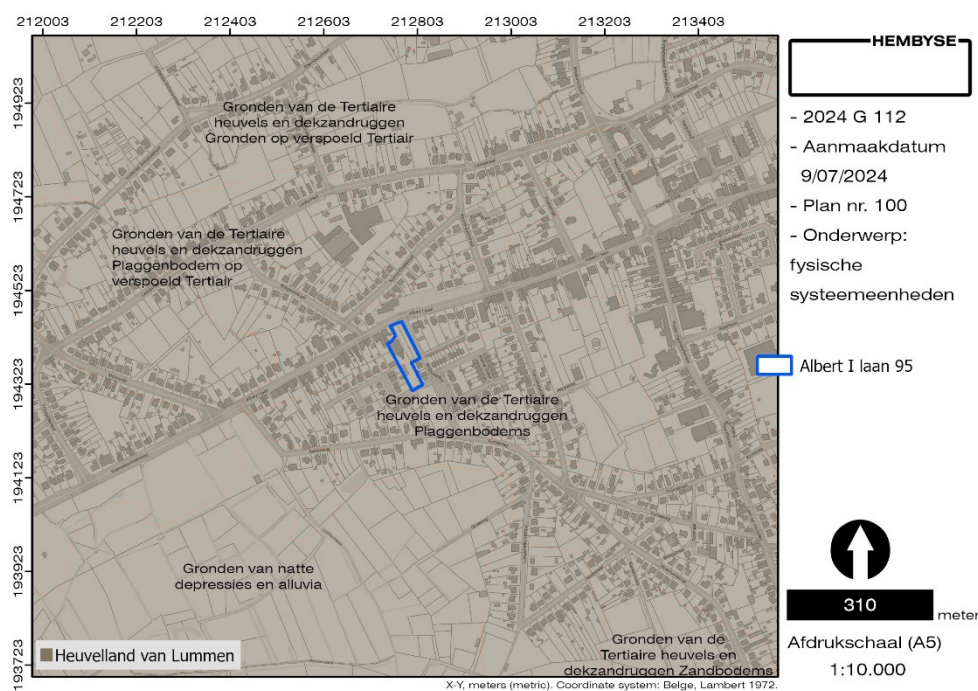 212003 212203 212403 212603 212803 213003 213203 213403
194923
194723
194523
194323
194123
193923
193723
Gronden van de Tertiaire
heuvels en dekzandruggen
Gronden op verspoeld Tertiair
Gronden van de Tertiaire
heuvels en dekzandruggen
Plaggenbodem op
verspoeld Tertiair
Gronden van de Tertiaire
heuvels en dekzandruggen
Plaggenbodems
Gronden van natte
depressies en alluvia
Gronden van de
Tertiaire heuvels en
dekzandruggen Zandbodems
Heuvelland van Lummen
X-Y, meters (metric). Coordinate system: Belge, Lambert 1972.
HEMBYSE
- 2024 G 112
- Aanmaakdatum
9/07/2024
- Plan nr. 100
- Onderwerp:
fysische
systeemeenheden
Albert I laan 95
310
meter
Afdrukschaal (A5)
1:10.000